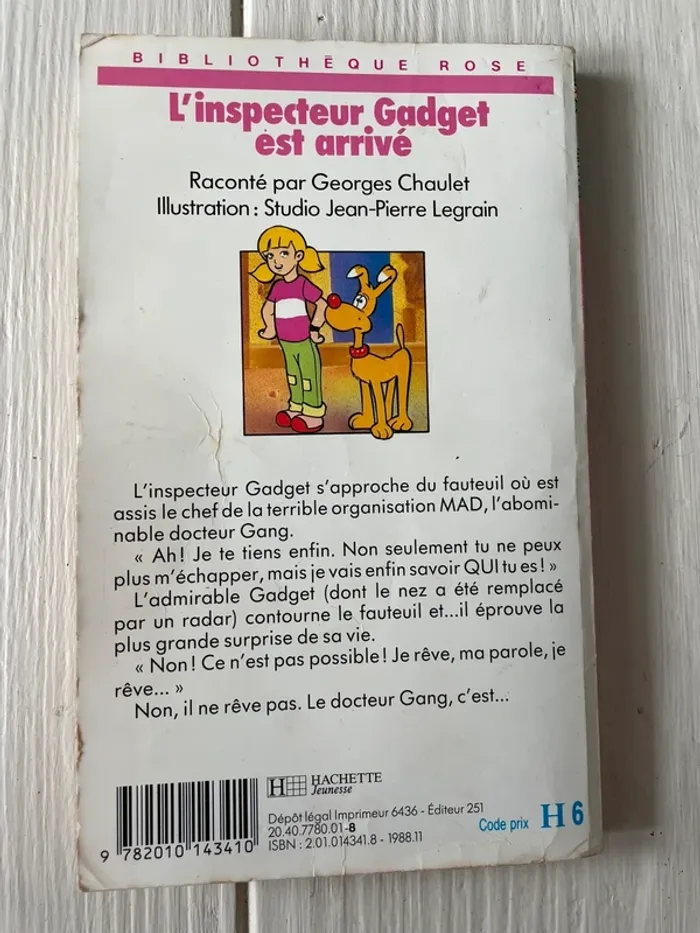 BIBLIOTHÈQUE ROSE
L'inspecteur Gadget
est arrivé
Raconté par Georges Chaulet
Illustration : Studio Jean-Pierre Legrain
L'inspecteur Gadget s'approche du fauteuil où est
assis le chef de la terrible organisation MAD, l'abomi-
nable docteur Gang.
« Ah ! Je te tiens enfin. Non seulement tu ne peux
plus m'échapper, mais je vais enfin savoir QUI tu es ! »
L'admirable Gadget (dont le nez a été remplacé
par un radar) contourne le fauteuil et...il éprouve la
plus grande surprise de sa vie.
« Non ! Ce n'est pas possible ! Je rêve, ma parole, je
rêve... »
Non, il ne rêve pas. Le docteur Gang, c'est...
H HACHETTE
Jeunesse
Dépôt légal Imprimeur 6436 - Éditeur 251
20.40.7780.01-8
ISBN : 2.01.014341.8 - 1988.11
Code prix H 6
9 782010 143410